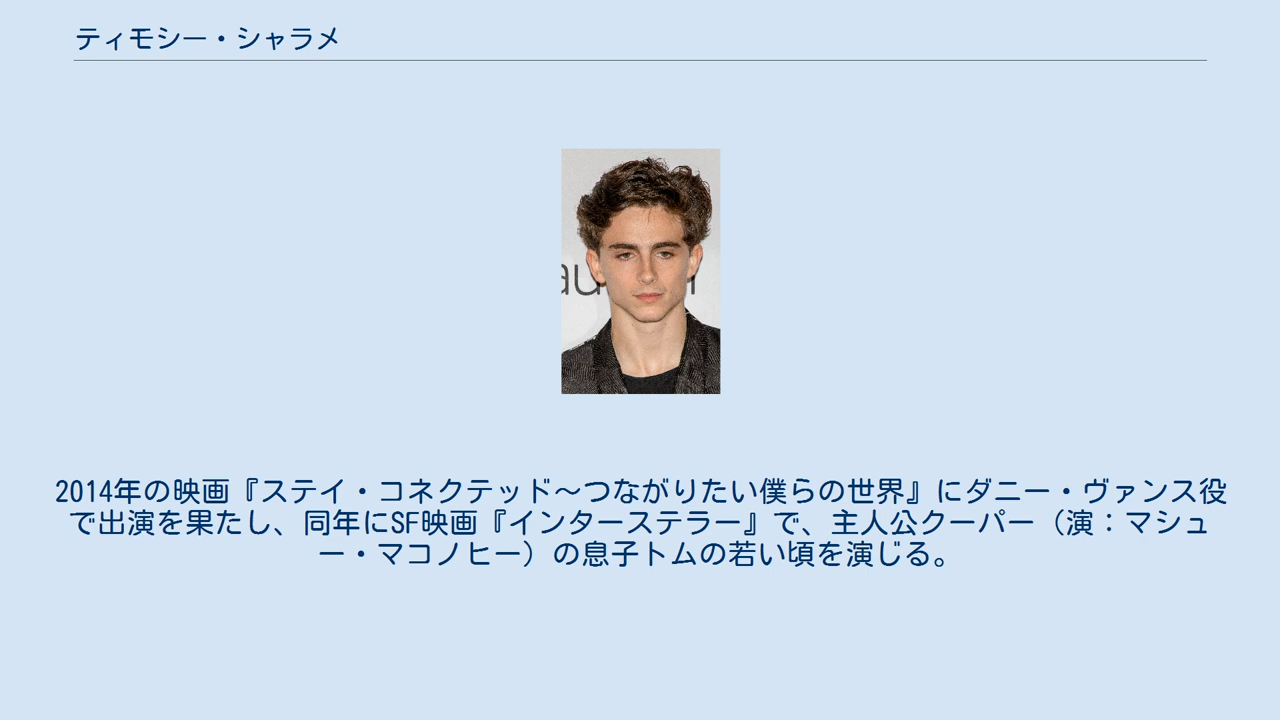 ティモシー・シャラメ
au
2014年の映画『ステイ・コネクテッド～つながりたい僕らの世界』にダニー・ヴァンス役
で出演を果たし、同年にSF映画『インターステラー』で、主人公クーパー（演：マシュ
ー・マコノヒー）の息子トムの若い頃を演じる。